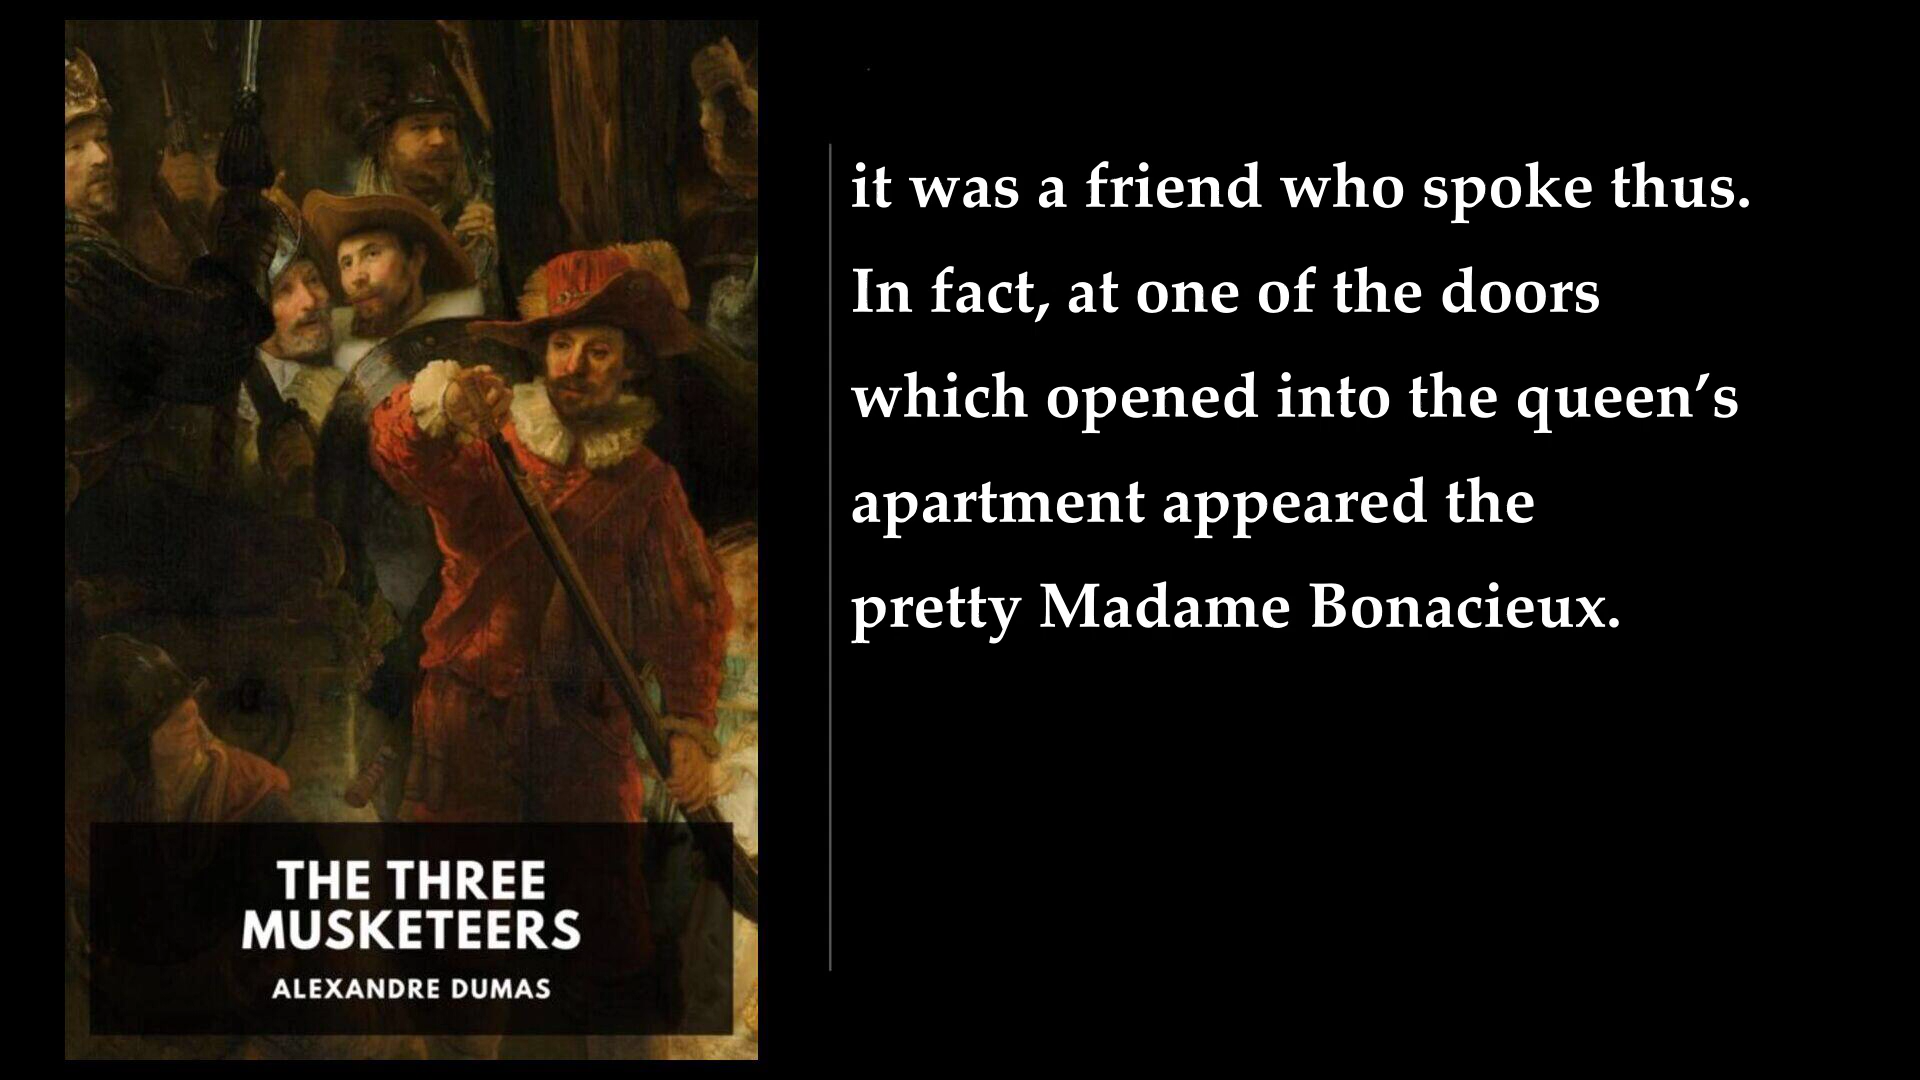 it was a friend who spoke thus.
In fact, at one of the doors
which opened into the queen’s
apartment appeared the
pretty Madame Bonacieux.
THE THREE
MUSKETEERS
ALEXANDRE DUMAS